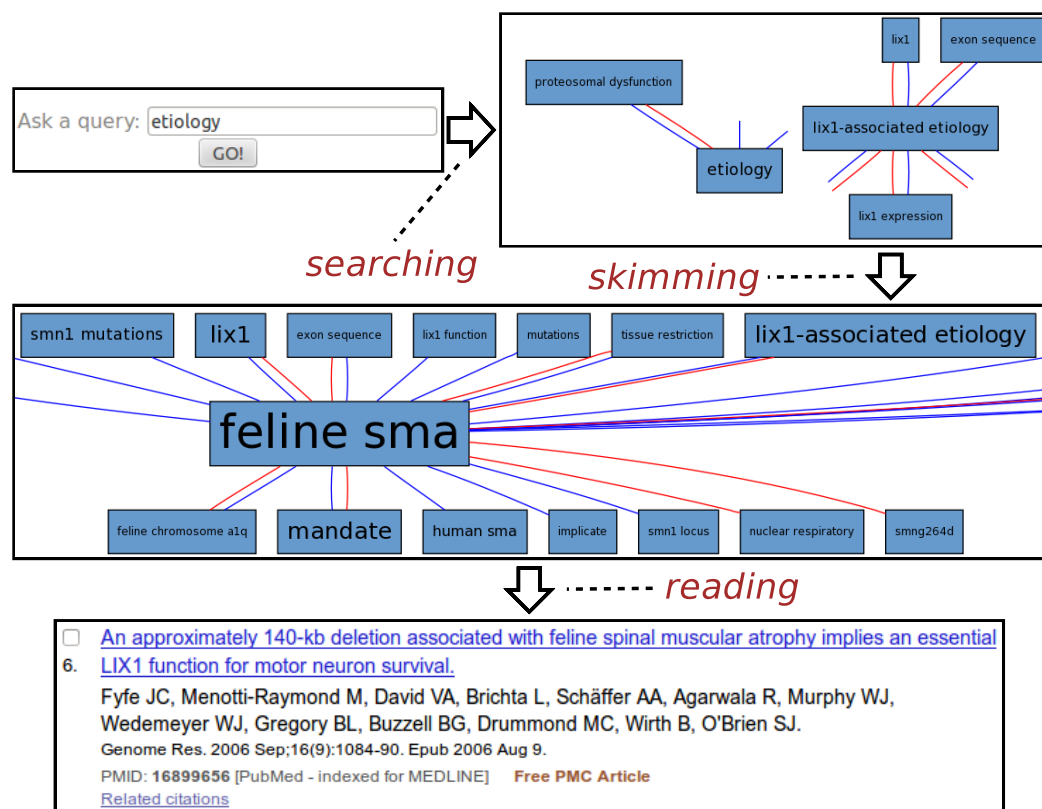 Ask a query: etiology
GO!
searching
proteosomal dysfunction
lix1
exon sequence
lix1-associated etiology
etiology
lix1 expression
skimming
smn1 mutations
lix1
exon sequence
lix1 function
mutations
tissue restriction
lix1-associated etiology
feline sma
feline chromosome a1q
mandate
human sma
implicate
smn1 locus
nuclear respiratory
smng264d
reading
An approximately 140-kb deletion associated with feline spinal muscular atrophy implies an essential
6. LIX1 function for motor neuron survival.
Fyfe JC, Menotti-Raymond M, David VA, Brichta L, Schäffer AA, Agarwala R, Murphy WJ,
Wedemeyer WJ, Gregory BL, Buzzell BG, Drummond MC, Wirth B, O'Brien SJ.
Genome Res. 2006 Sep;16(9):1084-90. Epub 2006 Aug 9.
PMID: 16899656 [PubMed - indexed for MEDLINE] Free PMC Article
Related citations